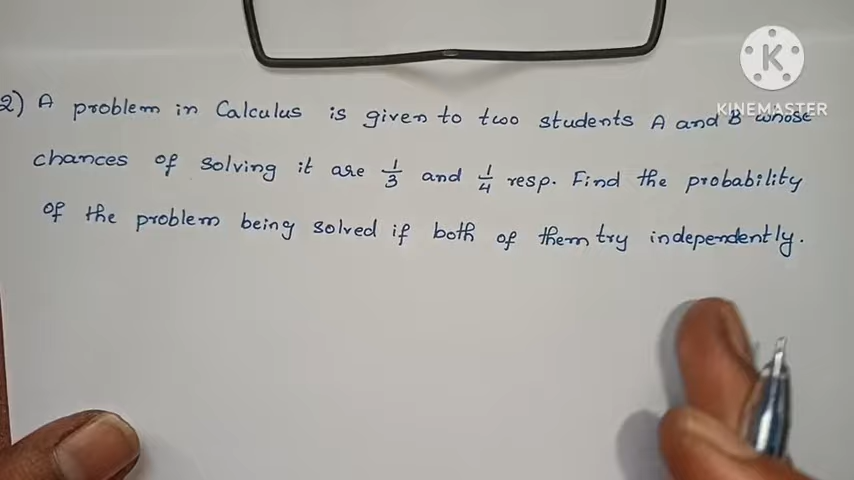 KINEMASTER
2) A problem in Calculus is given to two students A and B whose
chances of solving it are 1/3 and 1/4 resp. Find the probability
of the problem being solved if both of them try independently.